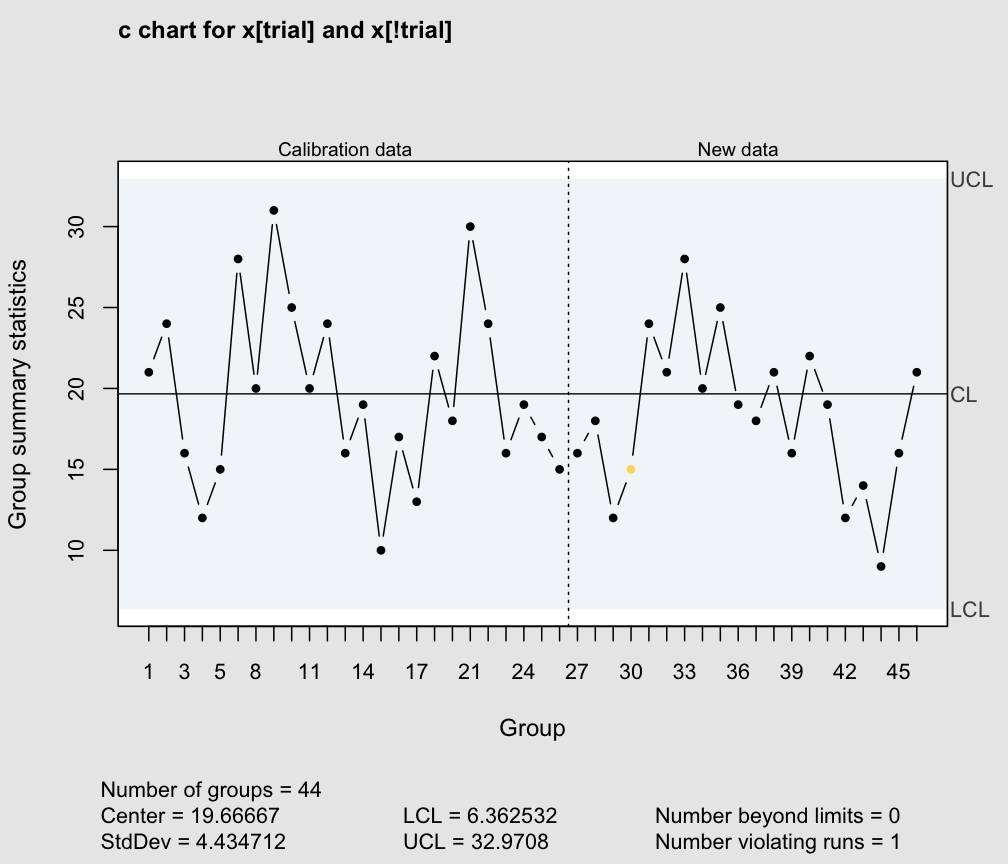 c chart for x[trial] and x[!trial]
Calibration data New data
Group summary statistics
30
25
20
15
10
UCL
CL
LCL
1 3 5 8 11 14 17 21 24 27 30 33 36 39 42 45
Group
Number of groups = 44
Center = 19.66667 LCL = 6.362532 Number beyond limits = 0
StdDev = 4.434712 UCL = 32.9708 Number violating runs = 1